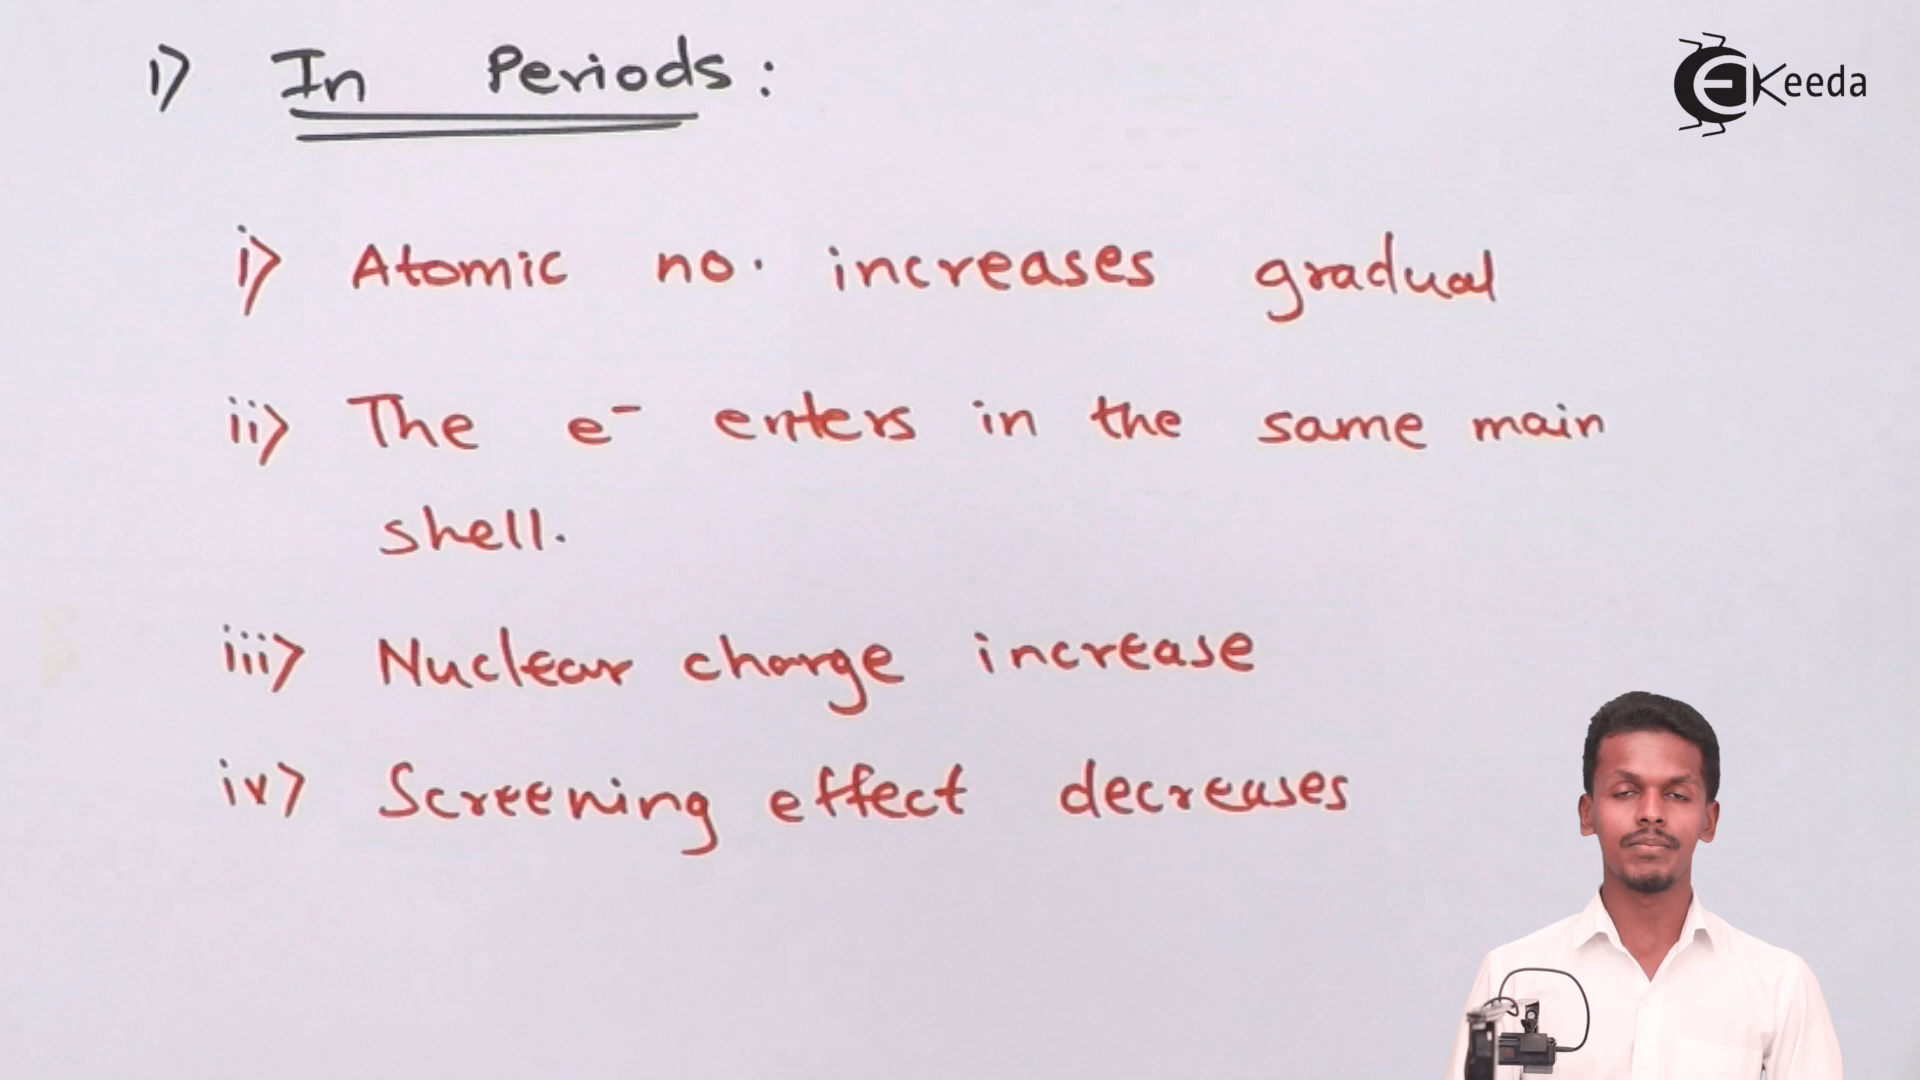 i) In Periods:
Keeda
i) Atomic no. increases gradual
ii) The e⁻ enters in the same main
shell.
iii) Nuclear charge increase
iv) Screening effect decreases